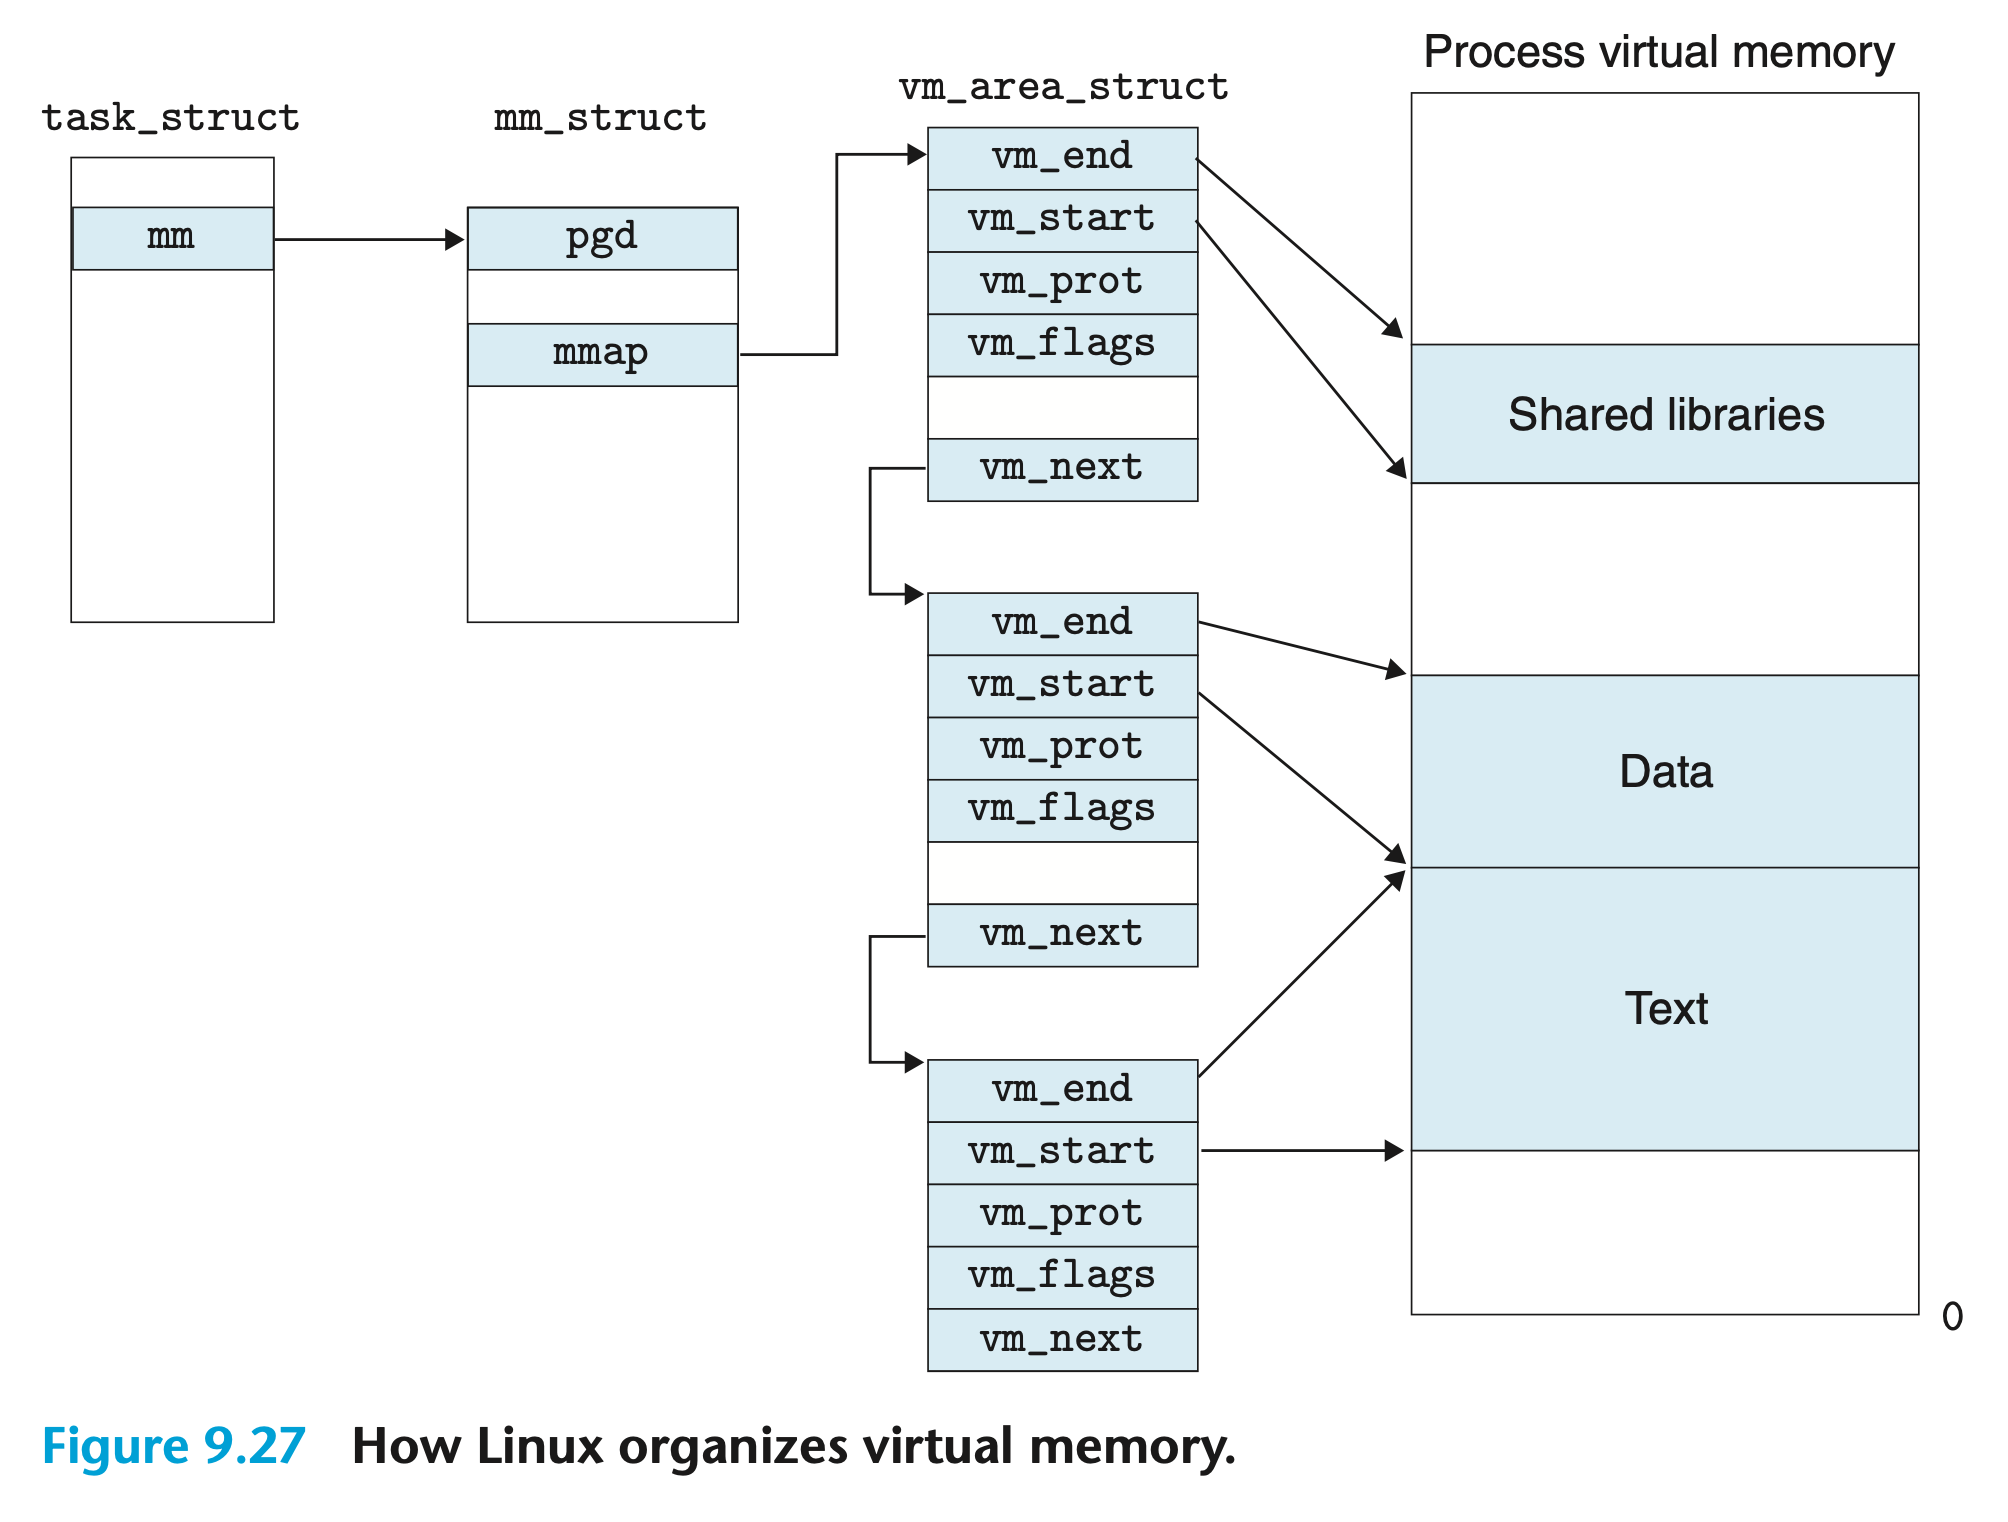 Process virtual memory
vm_area_struct
task_struct
mm_struct
mm
pgd
mmap
vm_end
vm_start
vm_prot
vm_flags
vm_next
vm_end
vm_start
vm_prot
vm_flags
vm_next
vm_end
vm_start
vm_prot
vm_flags
vm_next
Shared libraries
Data
Text
0
Figure 9.27 How Linux organizes virtual memory.